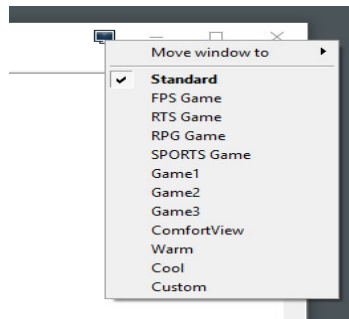 Move window to
Standard
FPS Game
RTS Game
RPG Game
SPORTS Game
Game1
Game2
Game3
ComfortView
Warm
Cool
Custom